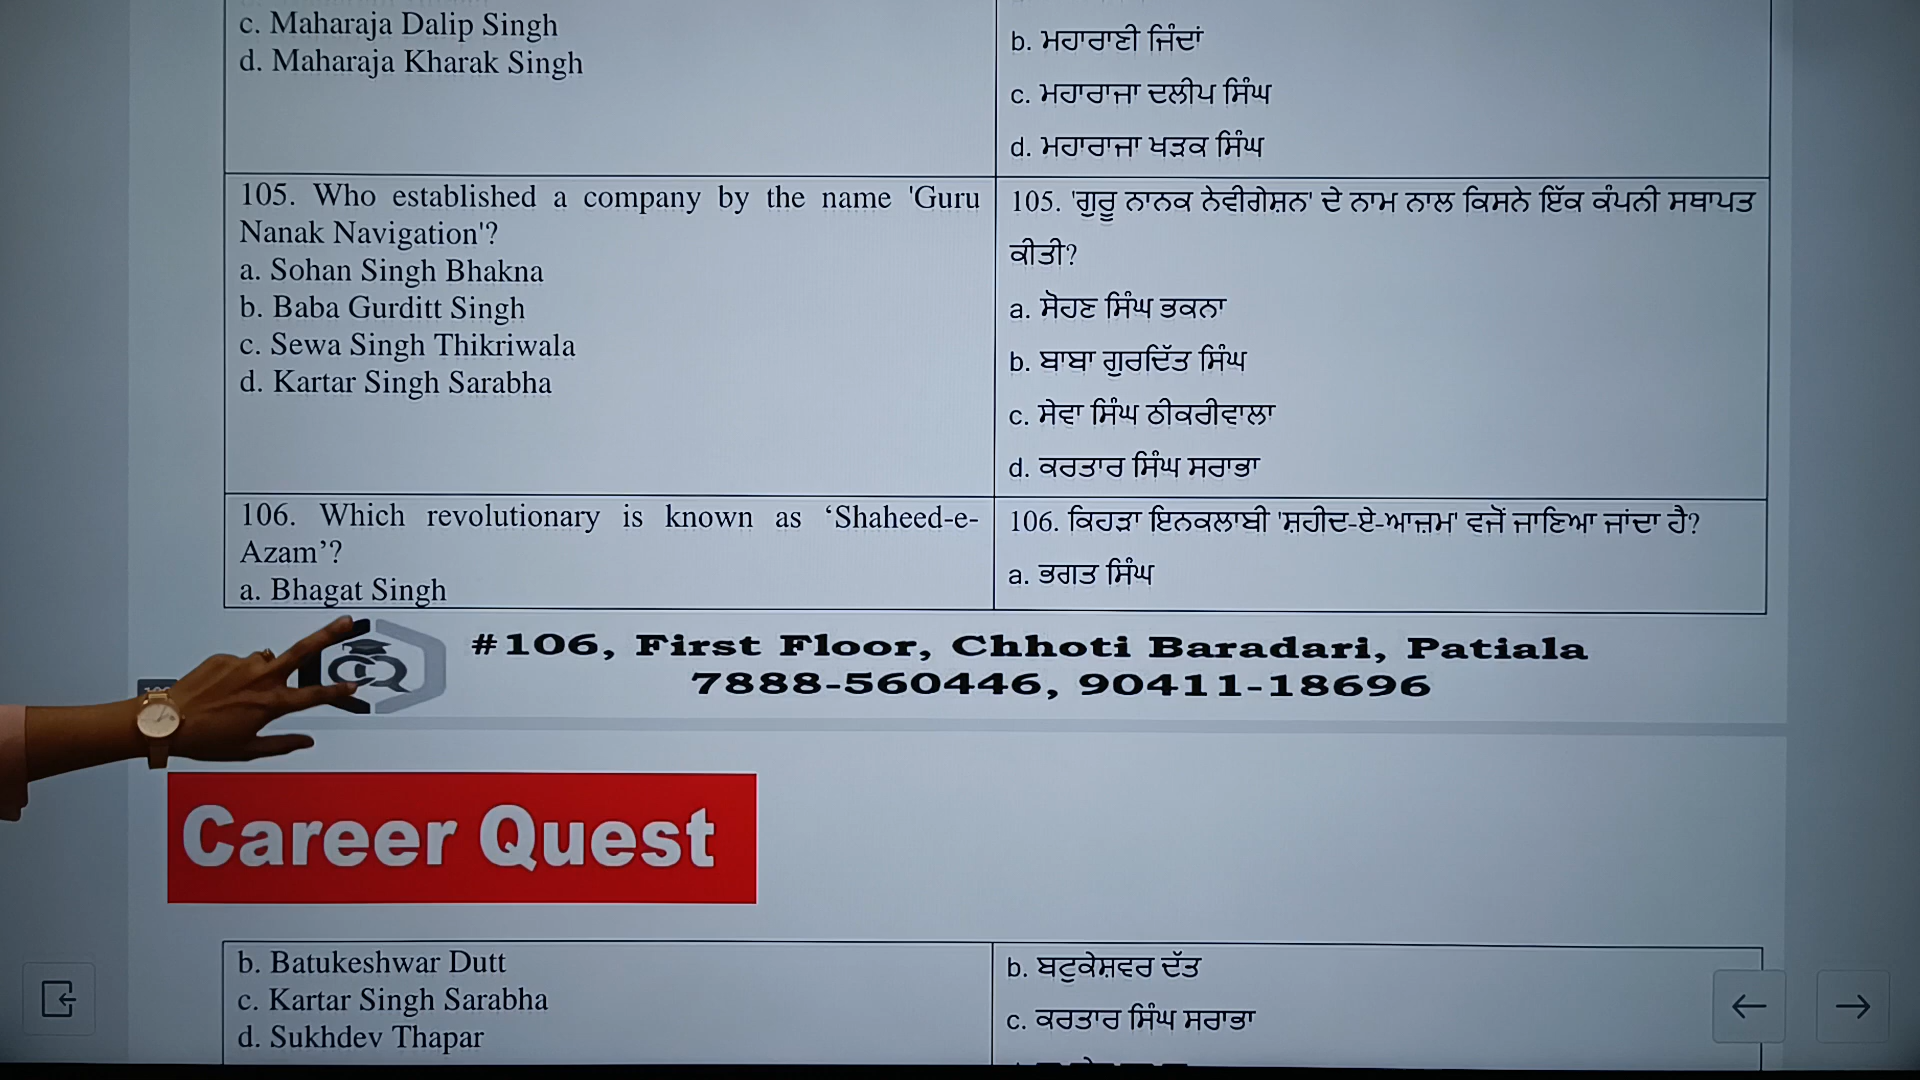 c. Maharaja Dalip Singh
d. Maharaja Kharak Singh
b. ਮਹਾਰਾਣੀ ਜਿੰਦਾਂ
c. ਮਹਾਰਾਜਾ ਦਲੀਪ ਸਿੰਘ
d. ਮਹਾਰਾਜਾ ਖੜਕ ਸਿੰਘ
105. Who established a company by the name 'Guru
Nanak Navigation'?
a. Sohan Singh Bhakna
b. Baba Gurditt Singh
c. Sewa Singh Thikriwala
d. Kartar Singh Sarabha
105. 'ਗੁਰੂ ਨਾਨਕ ਨੇਵੀਗੇਸ਼ਨ' ਦੇ ਨਾਮ ਨਾਲ ਕਿਸਨੇ ਇੱਕ ਕੰਪਨੀ ਸਥਾਪਤ
ਕੀਤੀ?
a. ਸੋਹਣ ਸਿੰਘ ਭਕਨਾ
b. ਬਾਬਾ ਗੁਰਦਿੱਤ ਸਿੰਘ
c. ਸੇਵਾ ਸਿੰਘ ਠੀਕਰੀਵਾਲਾ
d. ਕਰਤਾਰ ਸਿੰਘ ਸਰਾਭਾ
106. Which revolutionary is known as ‘Shaheed-e-
Azam’?
a. Bhagat Singh
106. ਕਿਹੜਾ ਇਨਕਲਾਬੀ 'ਸ਼ਹੀਦ-ਏ-ਆਜ਼ਮ' ਵਜੋਂ ਜਾਣਿਆ ਜਾਂਦਾ ਹੈ?
a. ਭਗਤ ਸਿੰਘ
#106, First Floor, Chhoti Baradari, Patiala
7888-560446, 90411-18696
Career Quest
b. Batukeshwar Dutt
c. Kartar Singh Sarabha
d. Sukhdev Thapar
b. ਬਟੁਕੇਸ਼ਵਰ ਦੱਤ
c. ਕਰਤਾਰ ਸਿੰਘ ਸਰਾਭਾ